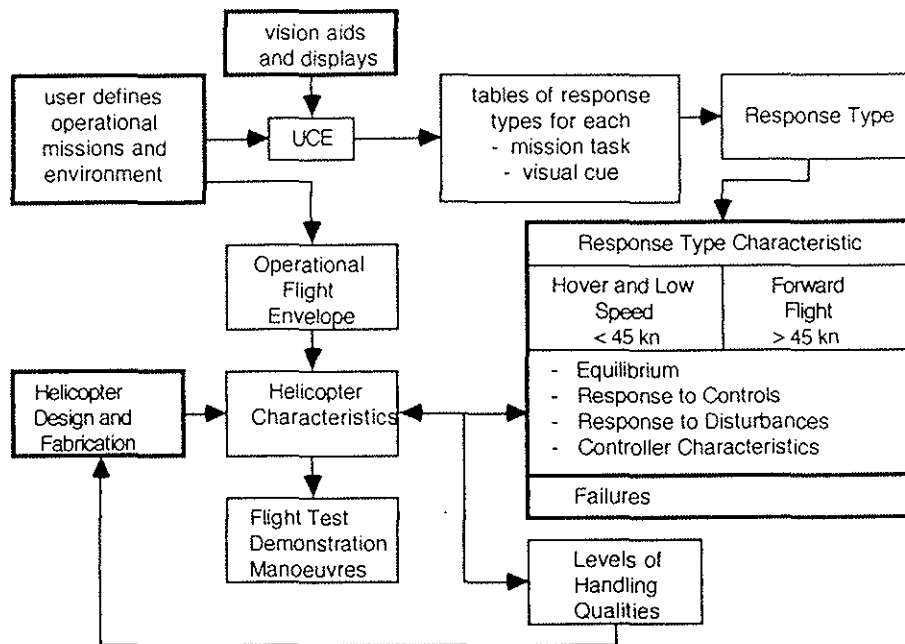 vision aids
and displays
user defines
operational
missions and
environment
UCE
tables of response
types for each
- mission task
- visual cue
Response Type
Operational
Flight
Envelope
Response Type Characteristic
Hover and Low
Speed
< 45 kn
Forward
Flight
> 45 kn
- Equilibrium
- Response to Controls
- Response to Disturbances
- Controller Characteristics
Failures
Helicopter
Design and
Fabrication
Helicopter
Characteristics
Flight Test
Demonstration
Manoeuvres
Levels of
Handling
Qualities